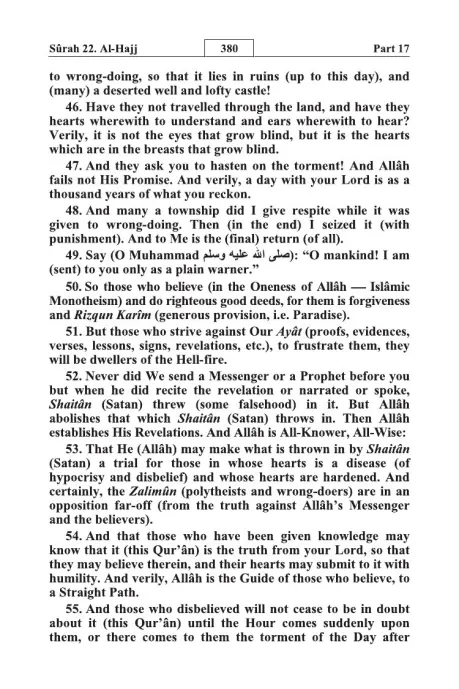 Sûrah 22. Al-Hajj 380 Part 17
to wrong-doing, so that it lies in ruins (up to this day), and
(many) a deserted well and lofty castle!
46. Have they not travelled through the land, and have they
hearts wherewith to understand and ears wherewith to hear?
Verily, it is not the eyes that grow blind, but it is the hearts
which are in the breasts that grow blind.
47. And they ask you to hasten on the torment! And Allâh
fails not His Promise. And verily, a day with your Lord is as a
thousand years of what you reckon.
48. And many a township did I give respite while it was
given to wrong-doing. Then (in the end) I seized it (with
punishment). And to Me is the (final) return (of all).
49. Say (O Muhammad صلى الله عليه وسلم): “O mankind! I am
(sent) to you only as a plain warner.”
50. So those who believe (in the Oneness of Allâh — Islâmic
Monotheism) and do righteous good deeds, for them is forgiveness
and Rizqun Karîm (generous provision, i.e. Paradise).
51. But those who strive against Our Ayât (proofs, evidences,
verses, lessons, signs, revelations, etc.), to frustrate them, they
will be dwellers of the Hell-fire.
52. Never did We send a Messenger or a Prophet before you
but when he did recite the revelation or narrated or spoke,
Shaitân (Satan) threw (some falsehood) in it. But Allâh
abolishes that which Shaitân (Satan) throws in. Then Allâh
establishes His Revelations. And Allâh is All-Knower, All-Wise:
53. That He (Allâh) may make what is thrown in by Shaitân
(Satan) a trial for those in whose hearts is a disease (of
hypocrisy and disbelief) and whose hearts are hardened. And
certainly, the Zalimûn (polytheists and wrong-doers) are in an
opposition far-off (from the truth against Allâh’s Messenger
and the believers).
54. And that those who have been given knowledge may
know that it (this Qur’ân) is the truth from your Lord, so that
they may believe therein, and their hearts may submit to it with
humility. And verily, Allâh is the Guide of those who believe, to
a Straight Path.
55. And those who disbelieved will not cease to be in doubt
about it (this Qur’ân) until the Hour comes suddenly upon
them, or there comes to them the torment of the Day after